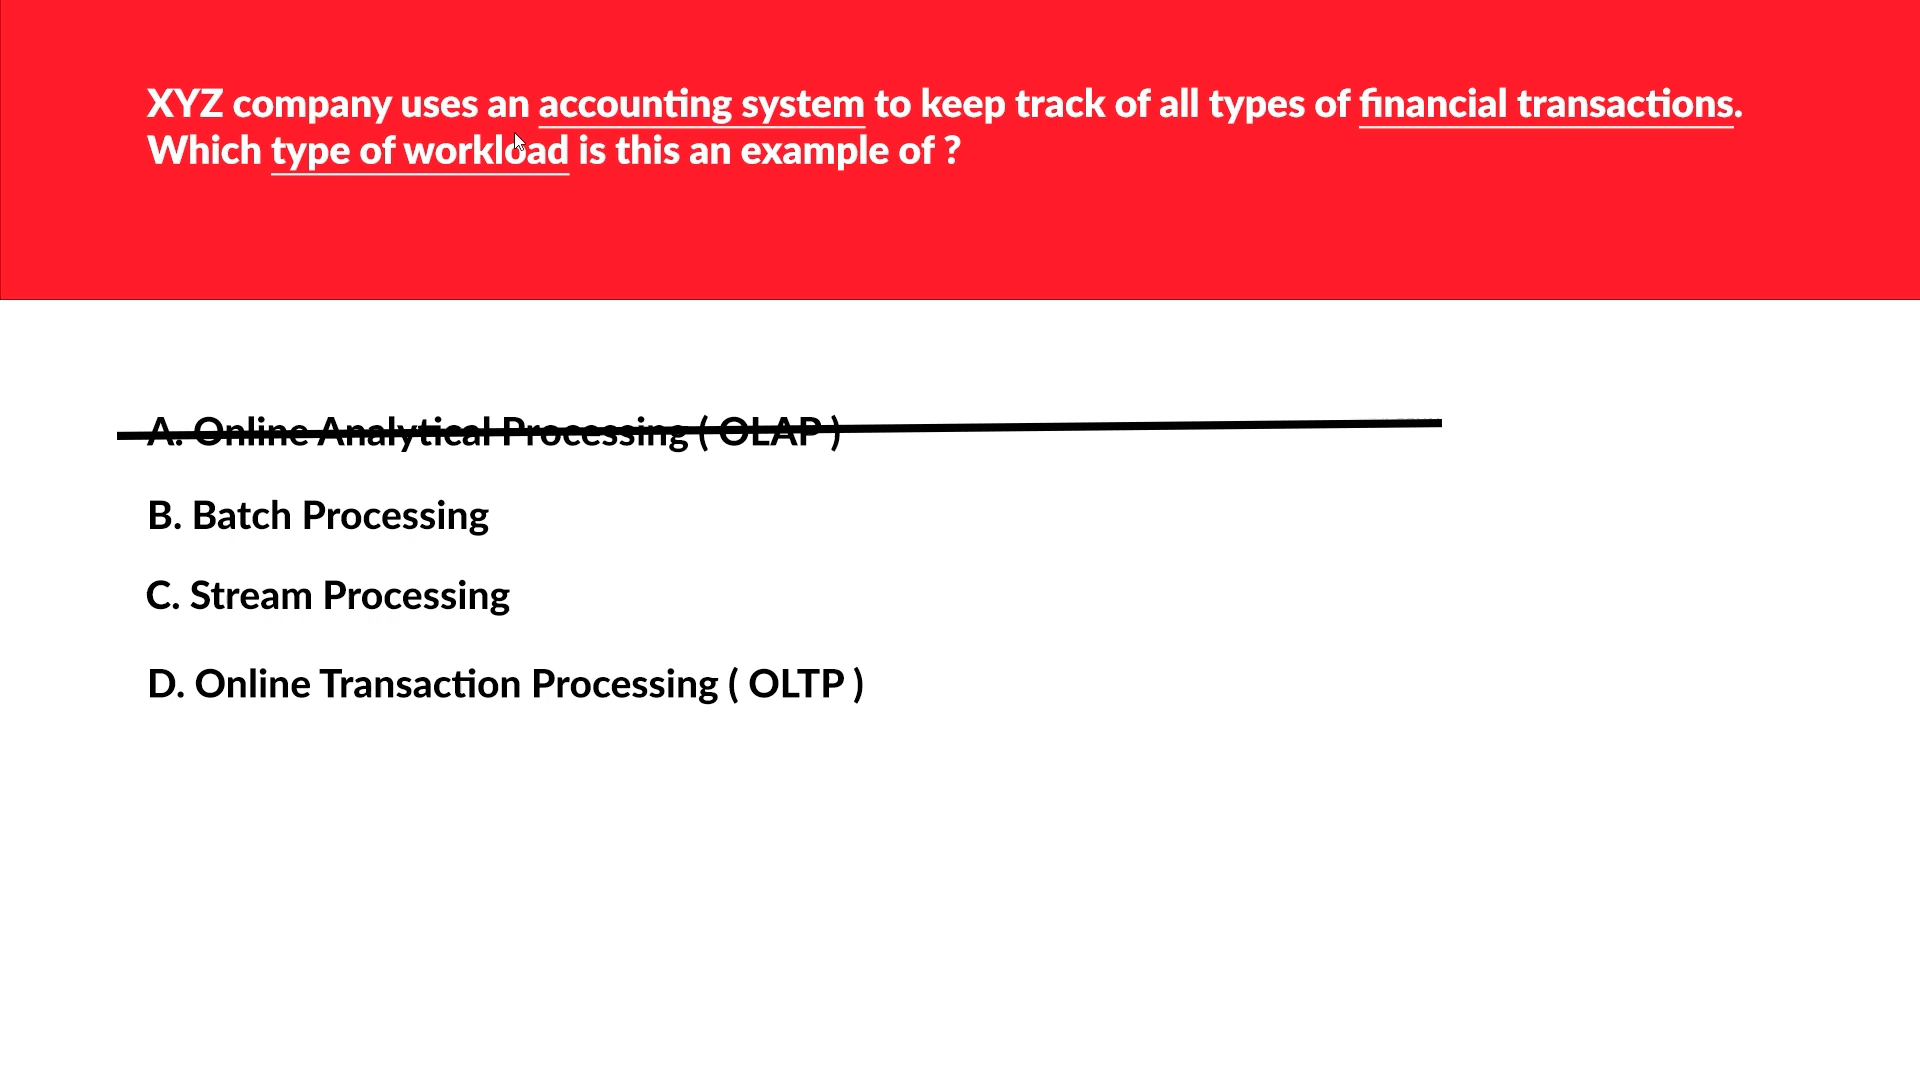 XYZ company uses an accounting system to keep track of all types of financial transactions.
Which type of workload is this an example of ?
A. Online Analytical Processing ( OLAP )
B. Batch Processing
C. Stream Processing
D. Online Transaction Processing ( OLTP )